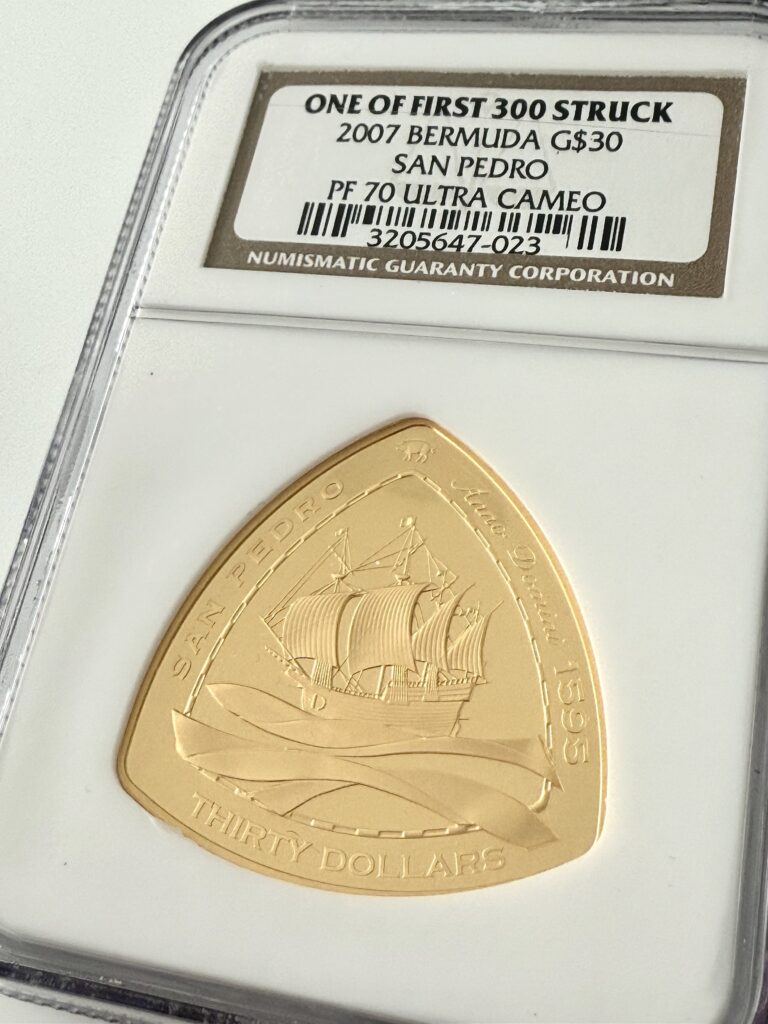 ONE OF FIRST 300 STRUCK
2007 BERMUDA G$30
SAN PEDRO
PF 70 ULTRA CAMEO
3205647-023
NUMISMATIC GUARANTY CORPORATION
SAN PEDRO
Anno Domini 1595
THIRTY DOLLARS